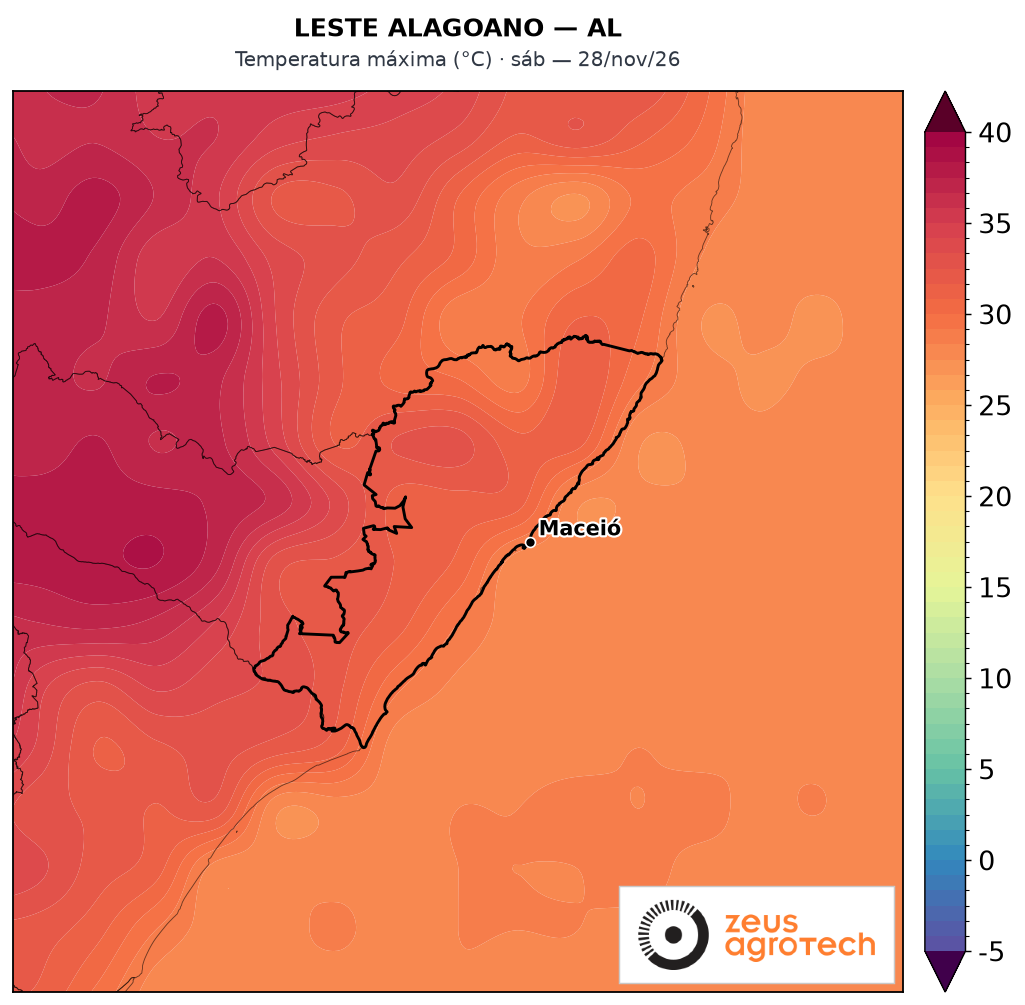 LESTE ALAGOANO — AL
Temperatura máxima (°C) · sáb — 28/nov/26
40
35
30
25
20
15
10
5
0
-5
Maceió
zeus
agrotech